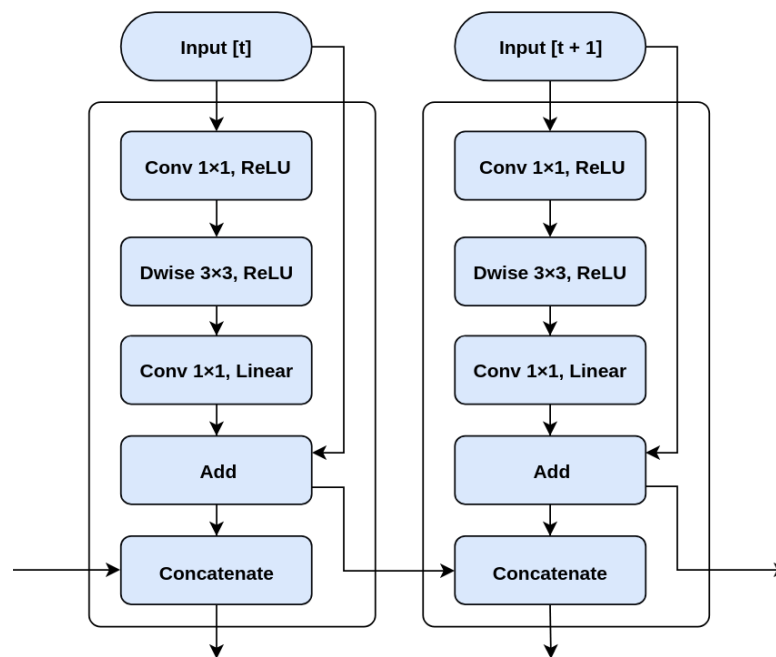 Input [t]
Conv 1×1, ReLU
Dwise 3×3, ReLU
Conv 1×1, Linear
Add
Concatenate
Input [t + 1]
Conv 1×1, ReLU
Dwise 3×3, ReLU
Conv 1×1, Linear
Add
Concatenate